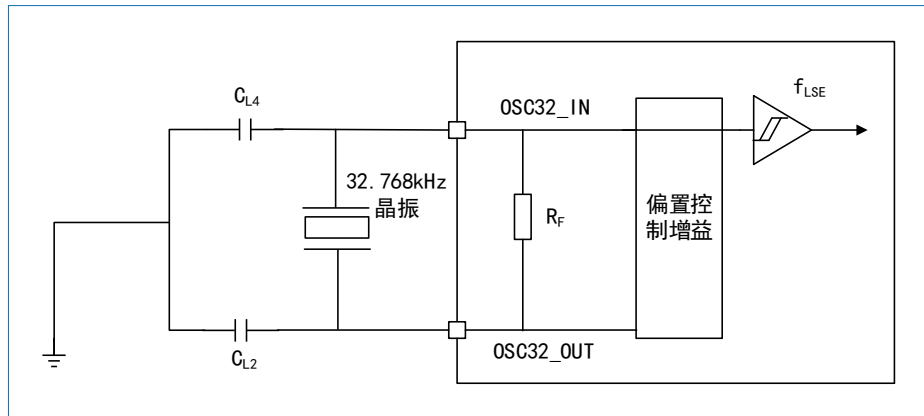 f_LSE
C_L4
OSC32_IN
32.768kHz
晶振
R_F
偏置控
制增益
OSC32_OUT
C_L2